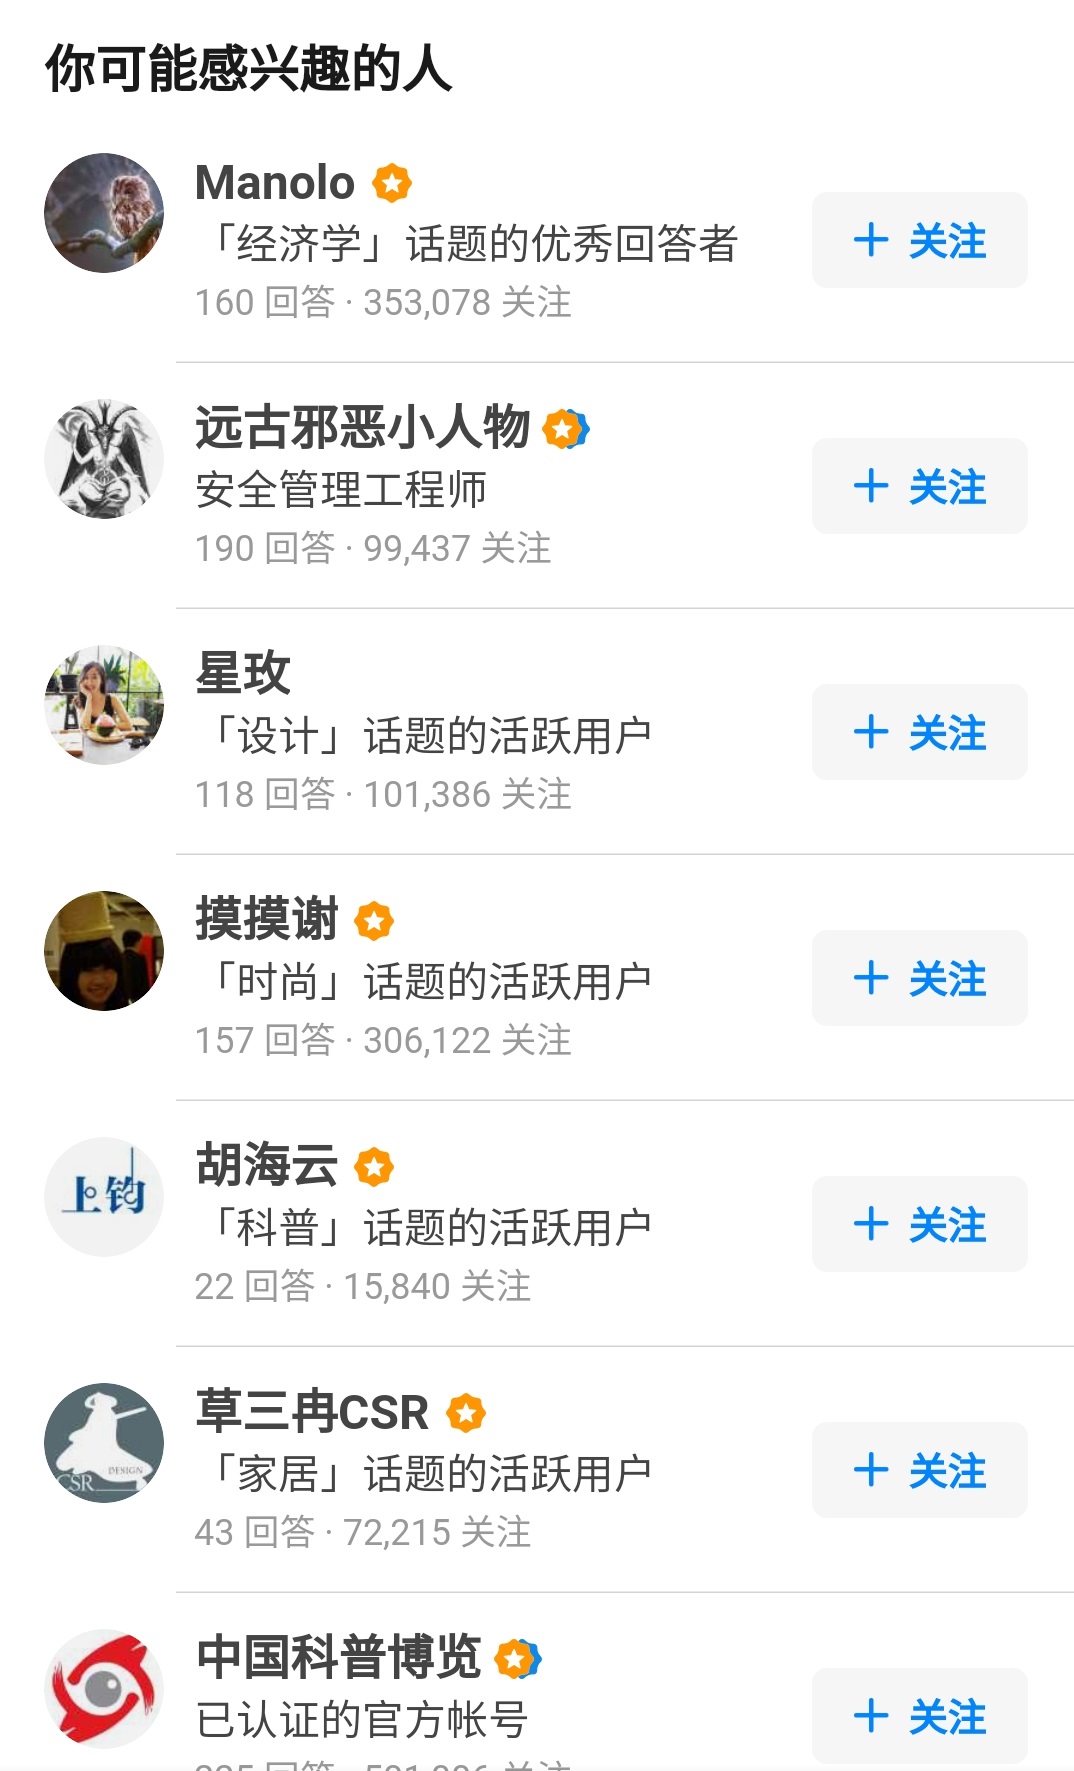 你可能感兴趣的人
Manolo
「经济学」话题的优秀回答者
160 回答 · 353,078 关注
+ 关注
远古邪恶小人物
安全管理工程师
190 回答 · 99,437 关注
+ 关注
星玫
「设计」话题的活跃用户
118 回答 · 101,386 关注
+ 关注
摸摸谢
「时尚」话题的活跃用户
157 回答 · 306,122 关注
+ 关注
上钧
胡海云
「科普」话题的活跃用户
22 回答 · 15,840 关注
+ 关注
CSR DESIGN
草三冉CSR
「家居」话题的活跃用户
43 回答 · 72,215 关注
+ 关注
中国科普博览
已认证的官方帐号
回答 · 关注
+ 关注